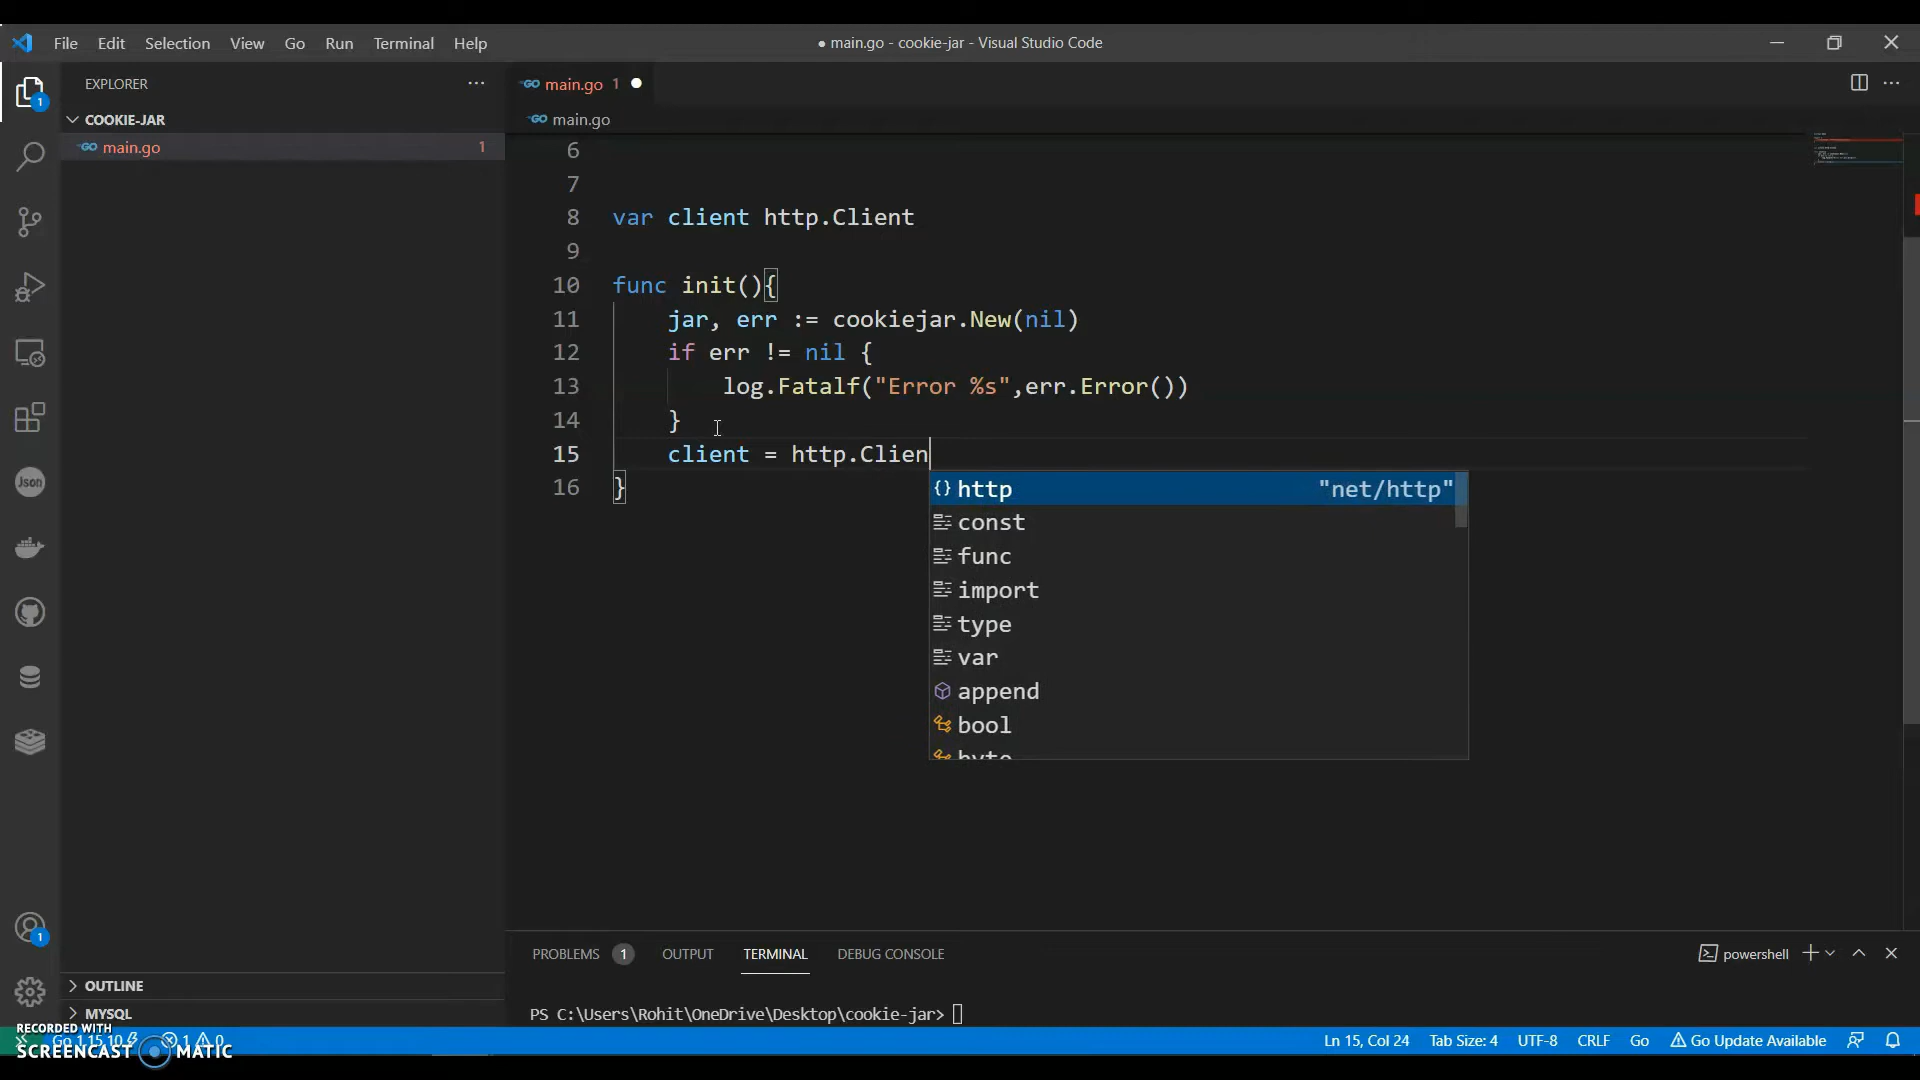 File Edit Selection View Go Run Terminal Help
● main.go - cookie-jar - Visual Studio Code
EXPLORER
1
COOKIE-JAR
main.go 1
main.go 1
main.go
6
7
8 var client http.Client
9
10 func init(){
11 jar, err := cookiejar.New(nil)
12 if err != nil {
13 log.Fatalf("Error %s",err.Error())
14 }
15 client = http.Clien
16 }
http "net/http"
const
func
import
type
var
append
bool
byte
Json
1
OUTLINE
MYSQL
PROBLEMS 1 OUTPUT TERMINAL DEBUG CONSOLE
powershell
PS C:\Users\Rohit\OneDrive\Desktop\cookie-jar>
RECORDED WITH
SCREENCAST MATIC
Go 1.15.10 1 0
Ln 15, Col 24 Tab Size: 4 UTF-8 CRLF Go Go Update Available